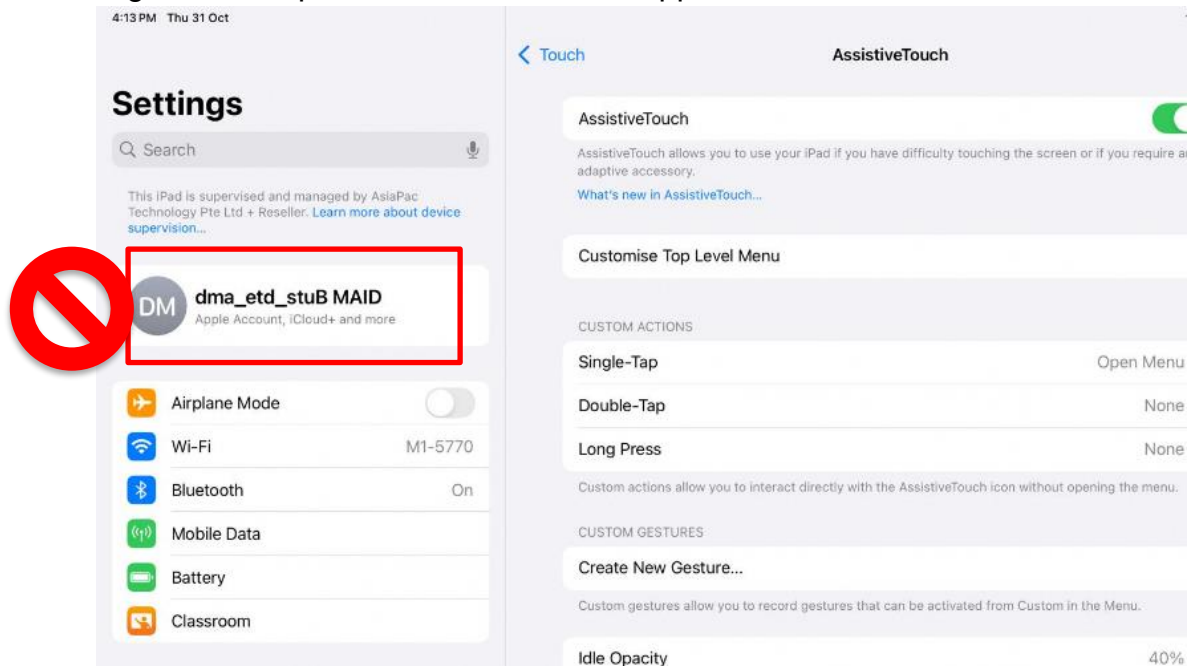 4:13 PM Thu 31 Oct
Settings
Search
This iPad is supervised and managed by AsiaPac
Technology Pte Ltd + Reseller. Learn more about device
supervision...
DM
dma_etd_stuB MAID
Apple Account, iCloud+ and more
Airplane Mode
Wi-Fi M1-5770
Bluetooth On
Mobile Data
Battery
Classroom
Touch AssistiveTouch
AssistiveTouch
AssistiveTouch allows you to use your iPad if you have difficulty touching the screen or if you require
adaptive accessory.
What's new in AssistiveTouch...
Customise Top Level Menu
CUSTOM ACTIONS
Single-Tap Open Menu
Double-Tap None
Long Press None
Custom actions allow you to interact directly with the AssistiveTouch icon without opening the menu.
CUSTOM GESTURES
Create New Gesture...
Custom gestures allow you to record gestures that can be activated from Custom in the Menu.
Idle Opacity 40%